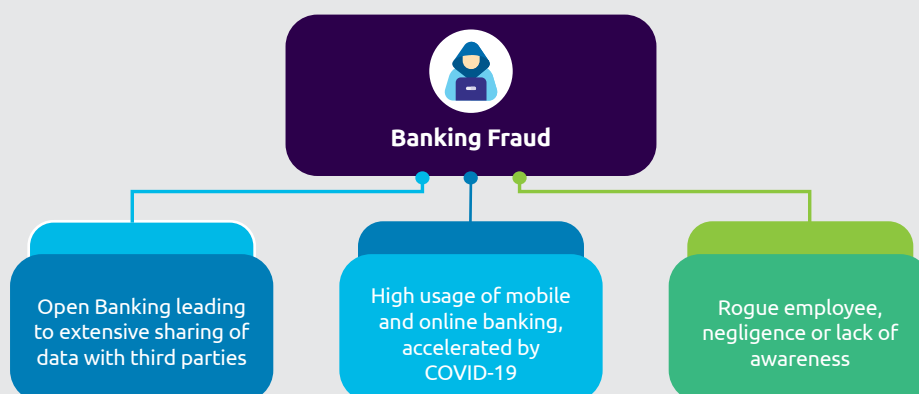 Banking Fraud
Open Banking leading
to extensive sharing of
data with third parties
High usage of mobile
and online banking,
accelerated by
COVID-19
Rogue employee,
negligence or lack of
awareness